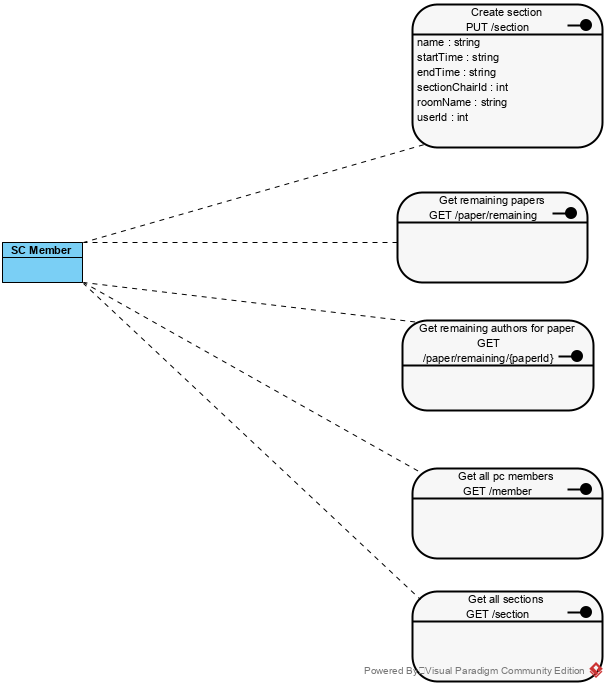 Create section
PUT /section
name : string
startTime : string
endTime : string
sectionChairId : int
roomName : string
userId : int
Get remaining papers
GET /paper/remaining
SC Member
Get remaining authors for paper
GET
/paper/remaining/{paperId}
Get all pc members
GET /member
Get all sections
GET /section
Powered By Visual Paradigm Community Edition